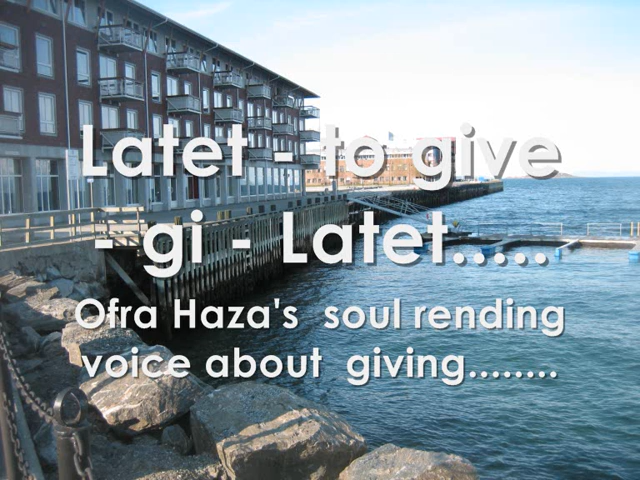 Latet - to give
- gi - Latet.....
Ofra Haza's soul rending
voice about giving........